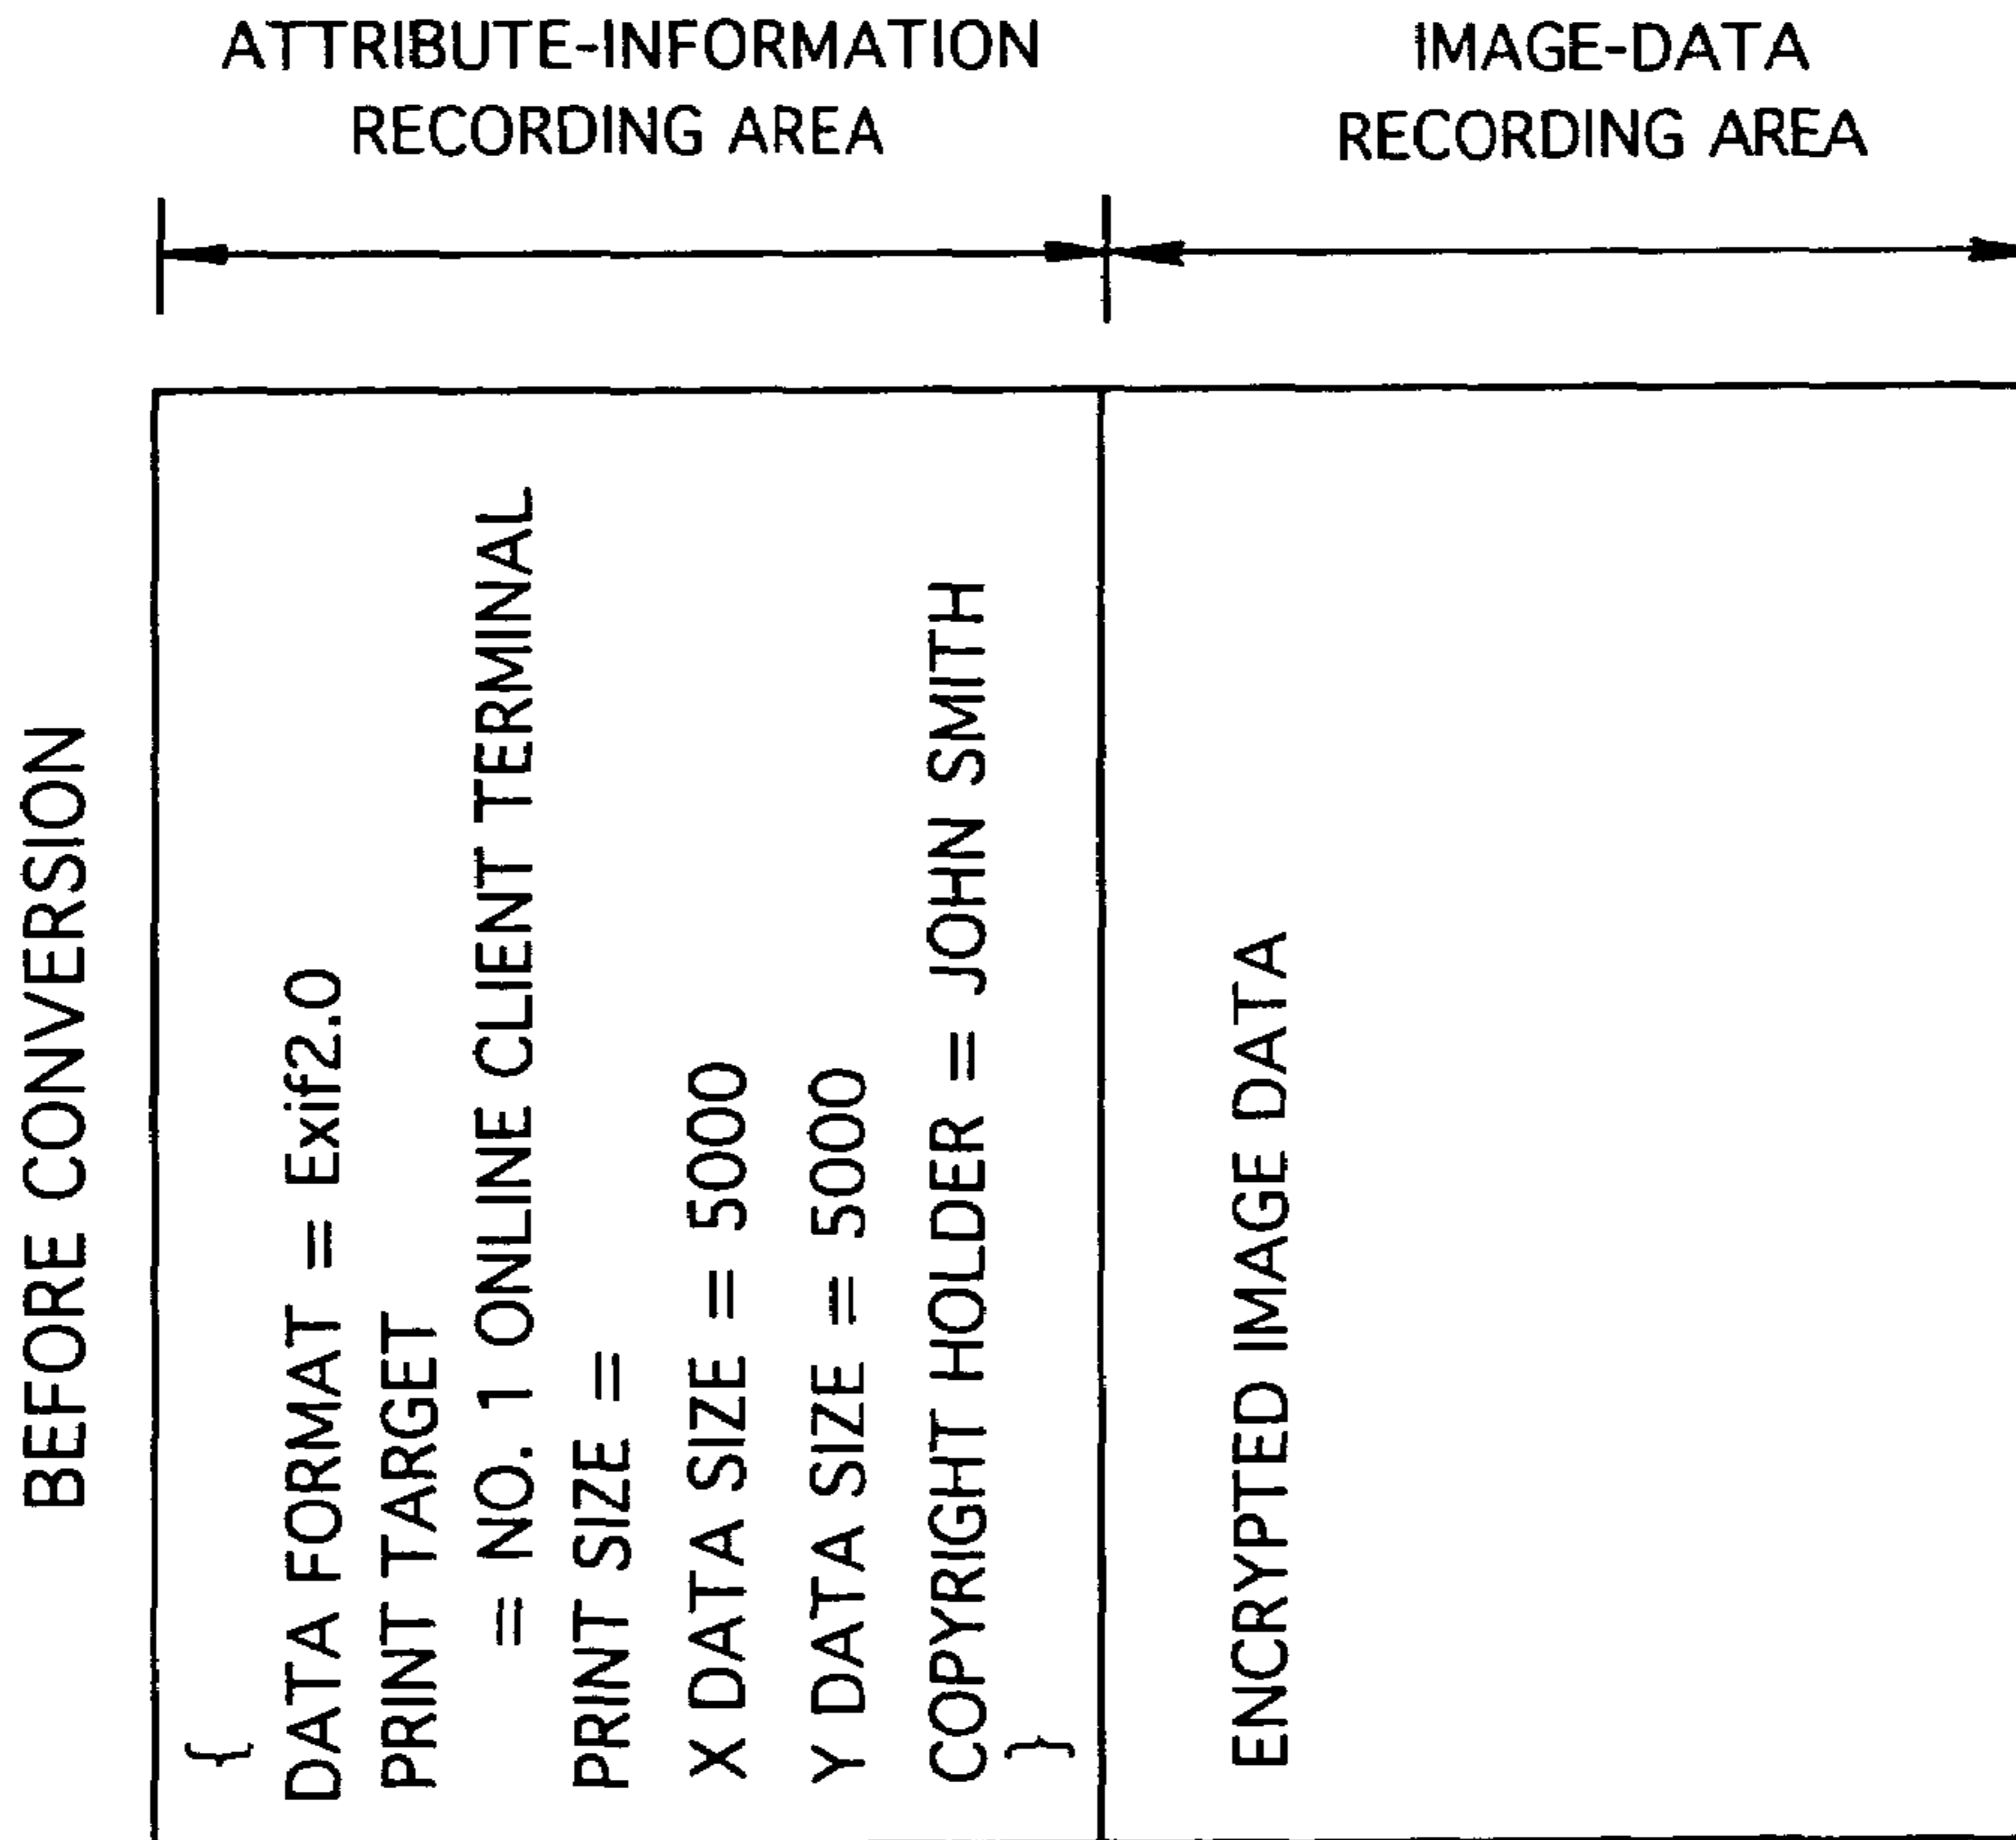 ATTRIBUTE-INFORMATION
RECORDING AREA
IMAGE-DATA
RECORDING AREA
BEFORE CONVERSION
{
DATA FORMAT = Exif2.0
PRINT TARGET
= NO. 1 ONLINE CLIENT TERMINAL
PRINT SIZE =
X DATA SIZE = 5000
Y DATA SIZE = 5000
COPYRIGHT HOLDER = JOHN SMITH
}
ENCRYPTED IMAGE DATA